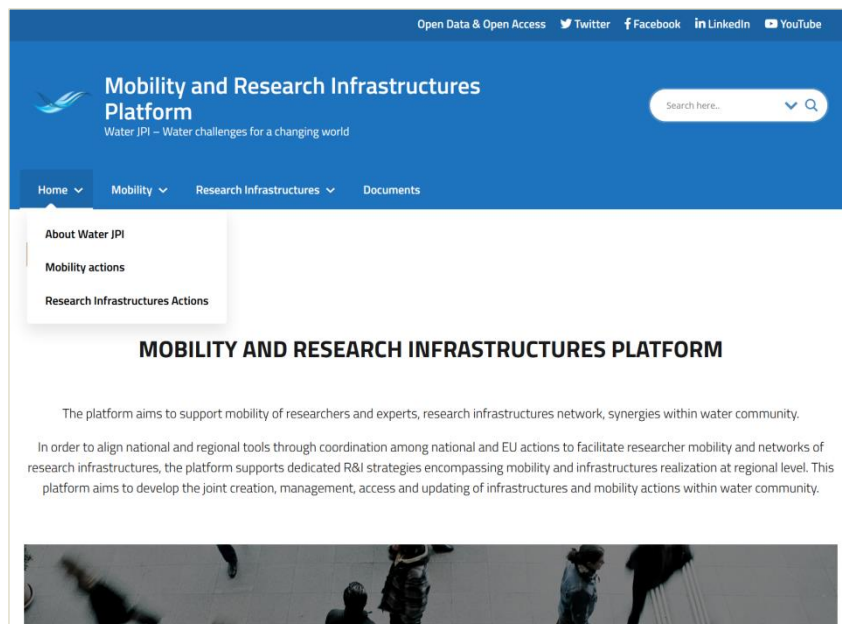 Open Data & Open Access Twitter Facebook LinkedIn YouTube
Mobility and Research Infrastructures
Platform
Water JPI – Water challenges for a changing world
Search here..
Home Mobility Research Infrastructures Documents
About Water JPI
Mobility actions
Research Infrastructures Actions
MOBILITY AND RESEARCH INFRASTRUCTURES PLATFORM
The platform aims to support mobility of researchers and experts, research infrastructures network, synergies within water community.
In order to align national and regional tools through coordination among national and EU actions to facilitate researcher mobility and networks of
research infrastructures, the platform supports dedicated R&I strategies encompassing mobility and infrastructures realization at regional level. This
platform aims to develop the joint creation, management, access and updating of infrastructures and mobility actions within water community.